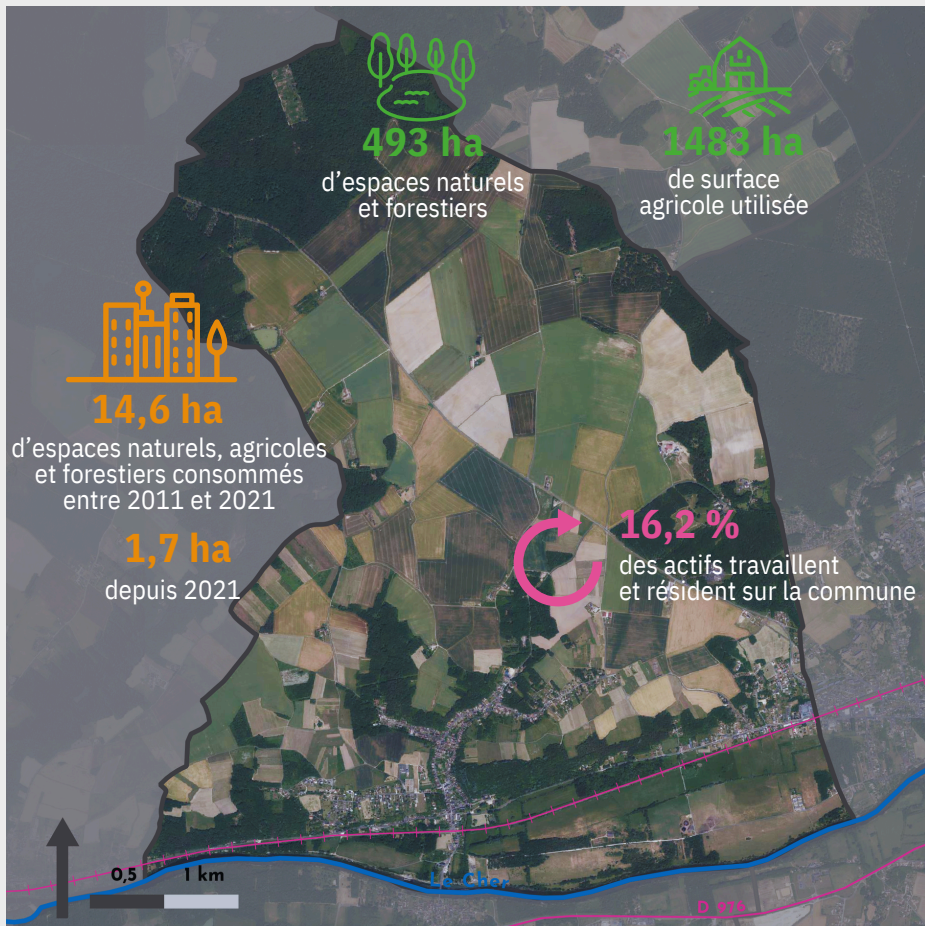 493 ha
d'espaces naturels
et forestiers
1483 ha
de surface
agricole utilisée
14,6 ha
d'espaces naturels, agricoles
et forestiers consommés
entre 2011 et 2021
1,7 ha
depuis 2021
16,2 %
des actifs travaillent
et résident sur la commune
0,5 1 km
Le Cher
D 976